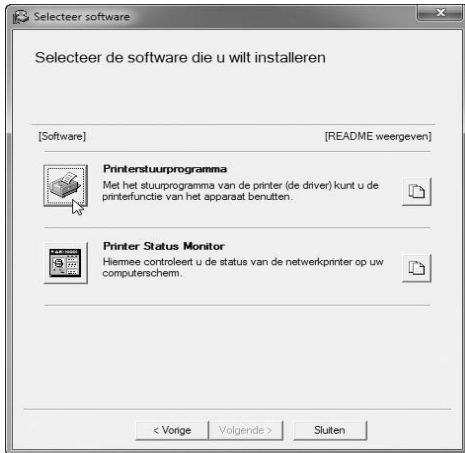 Selecteer software
Selecteer de software die u wilt installeren
[Software] [README weergeven]
Printerstuurprogramma
Met het stuurprogramma van de printer (de driver) kunt u de
printerfunctie van het apparaat benutten.
Printer Status Monitor
Hiermee controleert u de status van de netwerkprinter op uw
computerscherm.
< Vorige Volgende > Sluiten